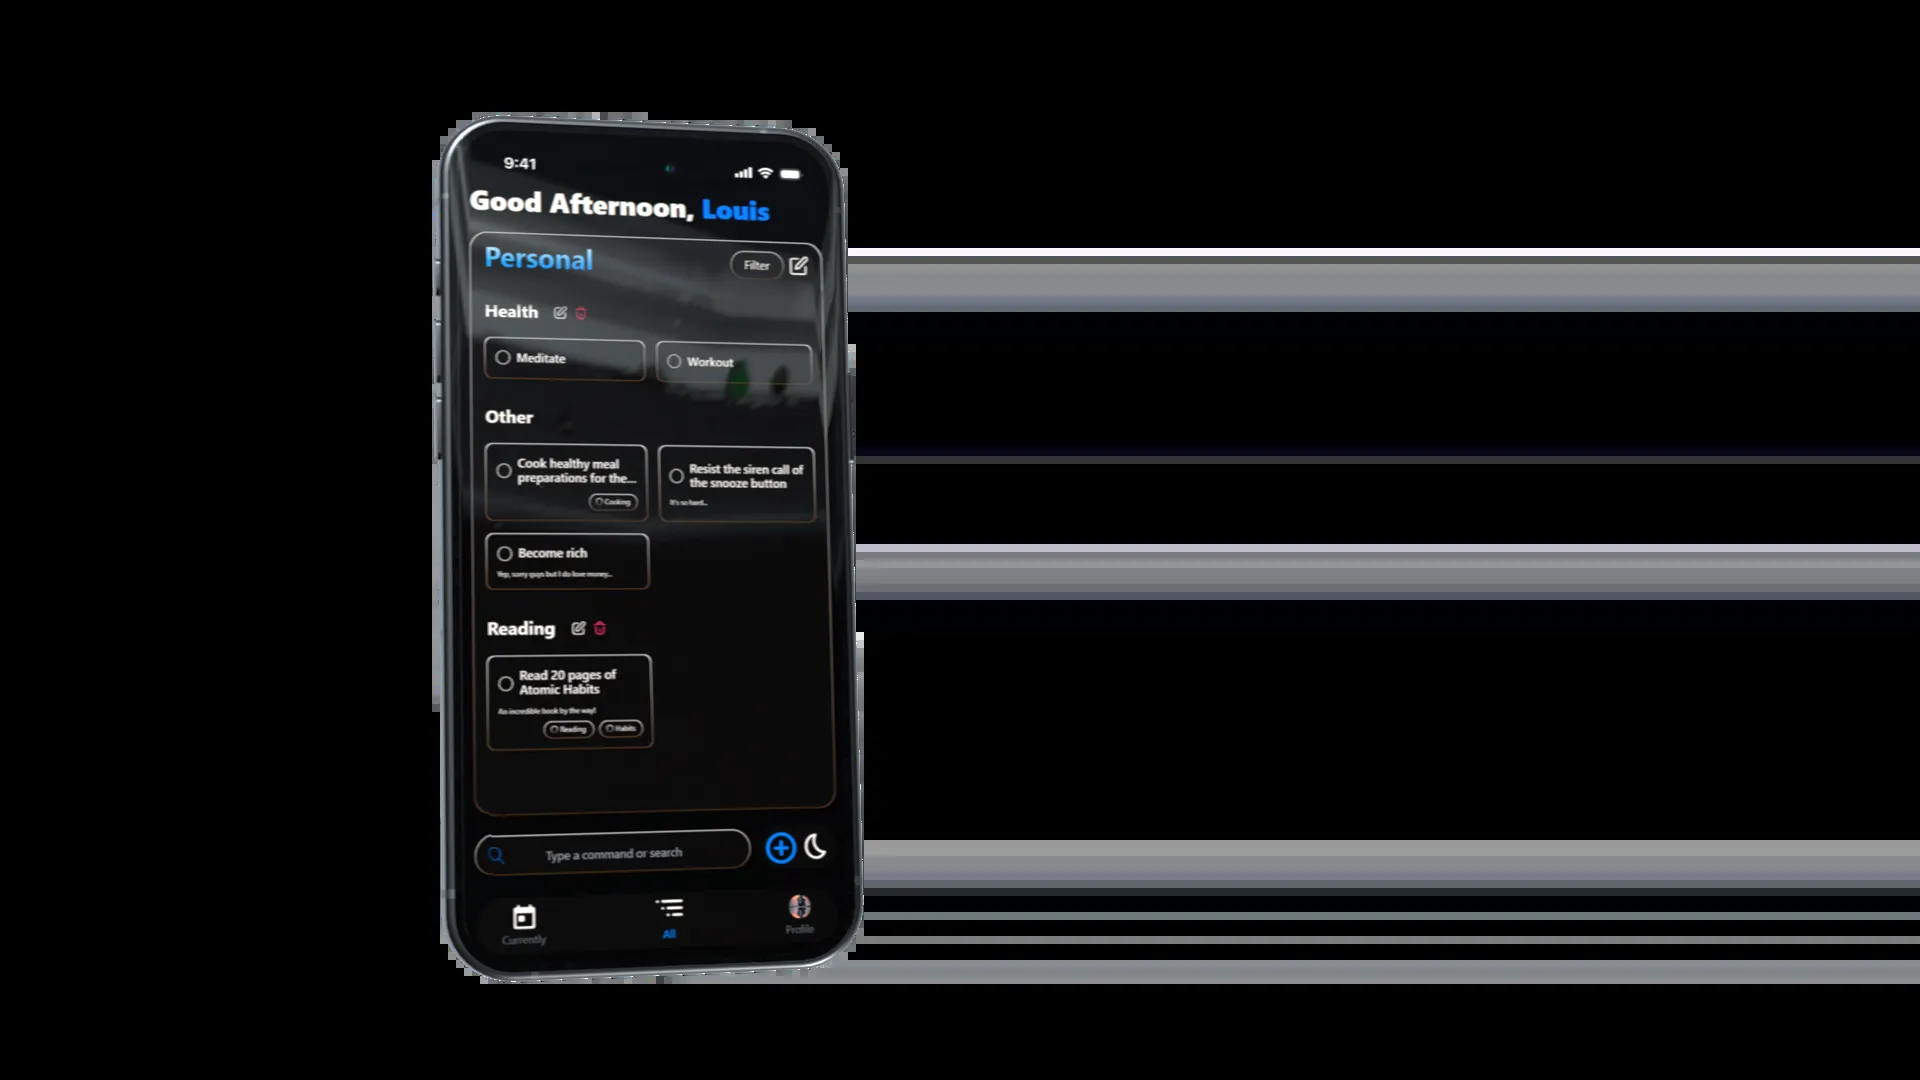 9:41
Good Afternoon, Louis
Personal
Filter
Health
Meditate
Workout
Other
Cook healthy meal
preparations for the...
Cooking
Resist the siren call of
the snooze button
It's so hard...
Become rich
Yep, sorry guys but I do love money...
Reading
Read 20 pages of
Atomic Habits
An incredible book by the way!
Reading
Habits
Type a command or search
Currently
All
Profile